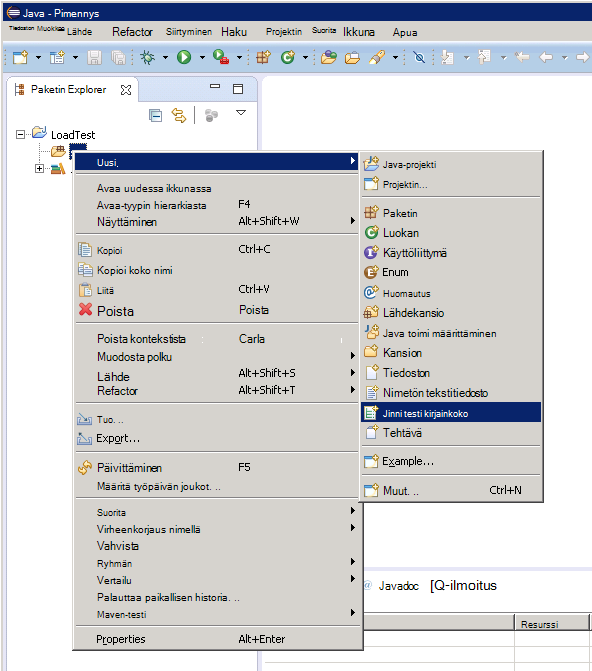 Java - Pimennys
Tiedoston Muokkae Lähde Refactor Siirtyminen Haku Projektin Suorita Ikkuna Apua
Paketin Explorer
LoadTest
Uusi.
Avaa uudessa ikkunassa
Avaa-tyypin hierarkiasta F4
Näyttäminen Alt+Shift+W
Kopioi Ctrl+C
Kopioi koko nimi
Liitä Ctrl+V
Poista Poista
Poista kontekstista Carla
Muodosta polku
Lähde Alt+Shift+S
Refactor Alt+Shift+T
Tuo. ..
Export...
Päivittäminen F5
Määritä työpäivän joukot. ..
Suorita
Virheenkorjaus nimellä
Vahvista
Ryhmän
Vertailu
Palauttaa paikallisen historia. ..
Maven-testi
Properties Alt+Enter
Java-projekti
Projektin...
Paketin
Luokan
Käyttöliittymä
Enum
Huomautus
Lähdekansio
Java toimi määrittäminen
Kansion
Tiedoston
Nimetön tekstitiedosto
Jinni testi kirjainkoko
Tehtävä
Example...
Muut. .. Ctrl+N
@ Javadoc [Q-ilmoitus
Resurssi